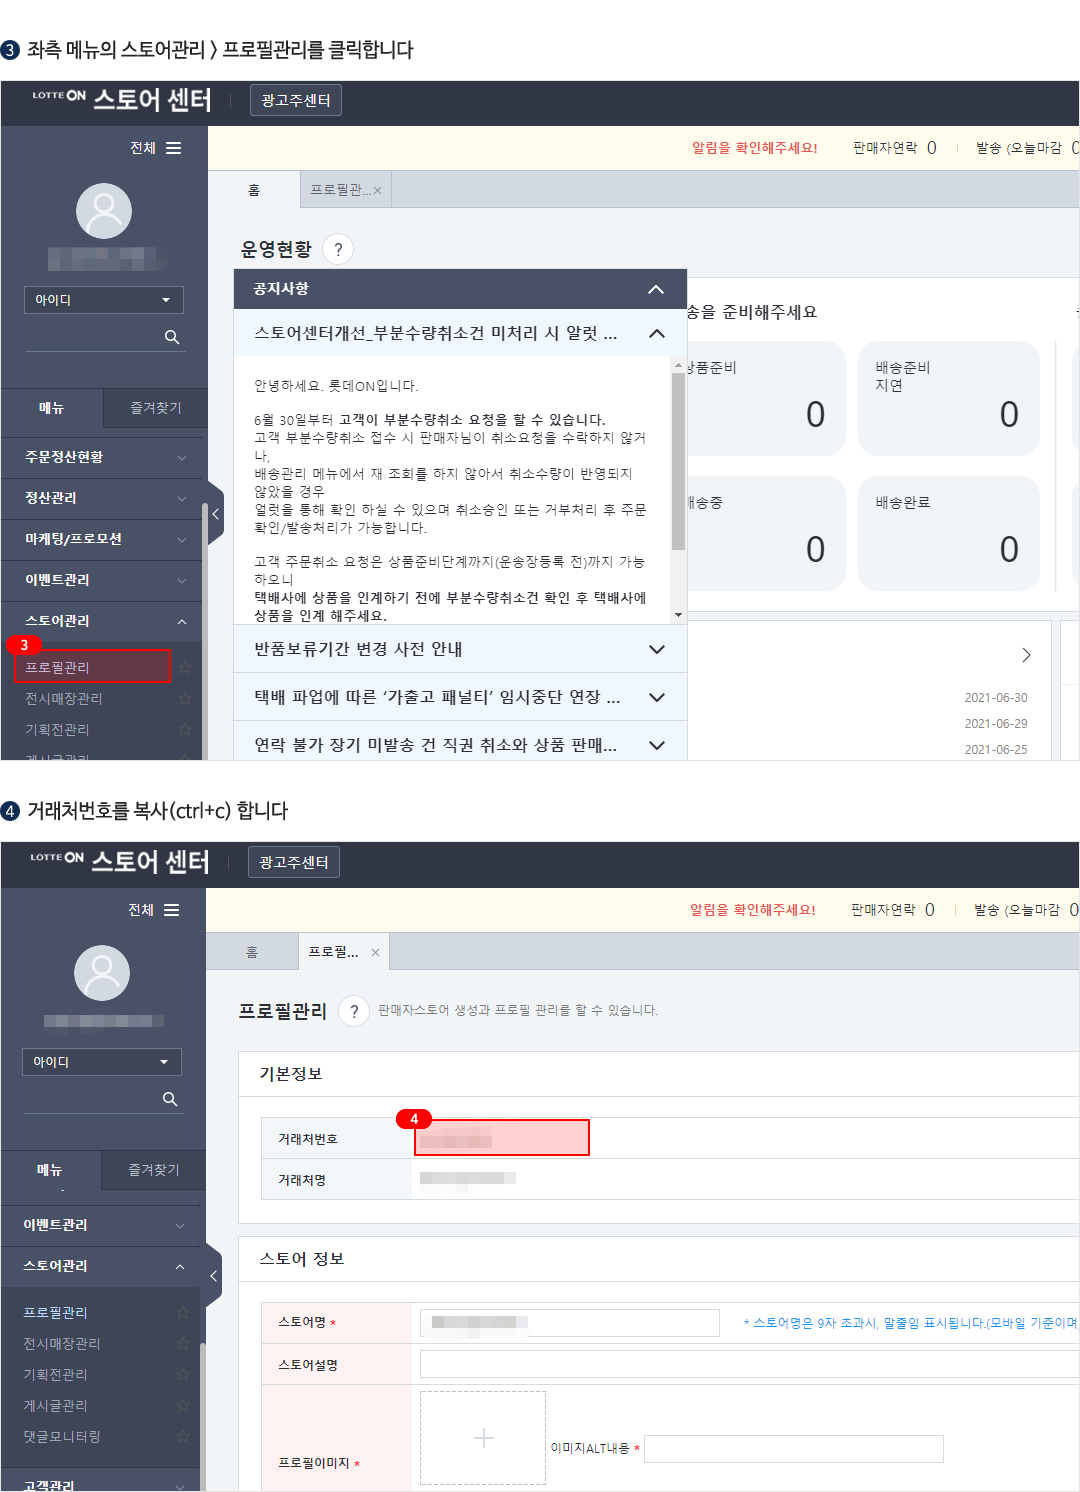 3 좌측 메뉴의 스토어관리 > 프로필관리를 클릭합니다
LOTTE ON 스토어 센터
광고주센터
전체
알림을 확인해주세요!
판매자연락 0
발송 (오늘마감 0
홈
프로필관...×
운영현황 ?
아이디
공지사항
스토어센터개선_부분수량취소건 미처리 시 알럿 ...
송을 준비해주세요
안녕하세요. 롯데ON입니다.
6월 30일부터 고객이 부분수량취소 요청을 할 수 있습니다.
고객 부분수량취소 접수 시 판매자님이 취소요청을 수락하지 않거
나,
배송관리 메뉴에서 재 조회를 하지 않아서 취소수량이 반영되지
않았을 경우
얼럿을 통해 확인 하실 수 있으며 취소승인 또는 거부처리 후 주문
확인/발송처리가 가능합니다.
고객 주문취소 요청은 상품준비단계까지(운송장등록 전)까지 가능
하오니
택배사에 상품을 인계하기 전에 부분수량취소건 확인 후 택배사에
상품을 인계 해주세요.
상품준비
0
배송준비
지연
0
배송중
0
배송완료
0
메뉴
즐겨찾기
주문정산현황
정산관리
마케팅/프로모션
이벤트관리
스토어관리
3
프로필관리
전시매장관리
기획전관리
게시글관리
반품보류기간 변경 사전 안내
택배 파업에 따른 ‘가출고 패널티’ 임시중단 연장 ...
연락 불가 장기 미발송 건 직권 취소와 상품 판매...
2021-06-30
2021-06-29
2021-06-25
4 거래처번호를 복사(ctrl+c) 합니다
LOTTE ON 스토어 센터
광고주센터
전체
알림을 확인해주세요!
판매자연락 0
발송 (오늘마감 0
홈
프로필... ×
프로필관리 ? 판매자스토어 생성과 프로필 관리를 할 수 있습니다.
아이디
기본정보
4
거래처번호
거래처명
메뉴
즐겨찾기
이벤트관리
스토어관리
프로필관리
전시매장관리
기획전관리
게시글관리
댓글모니터링
고객관리
스토어 정보
스토어명 *
* 스토어명은 9자 초과시, 말줄임 표시됩니다.(모바일 기준이며,
스토어설명
프로필이미지 *
이미지ALT내용 *